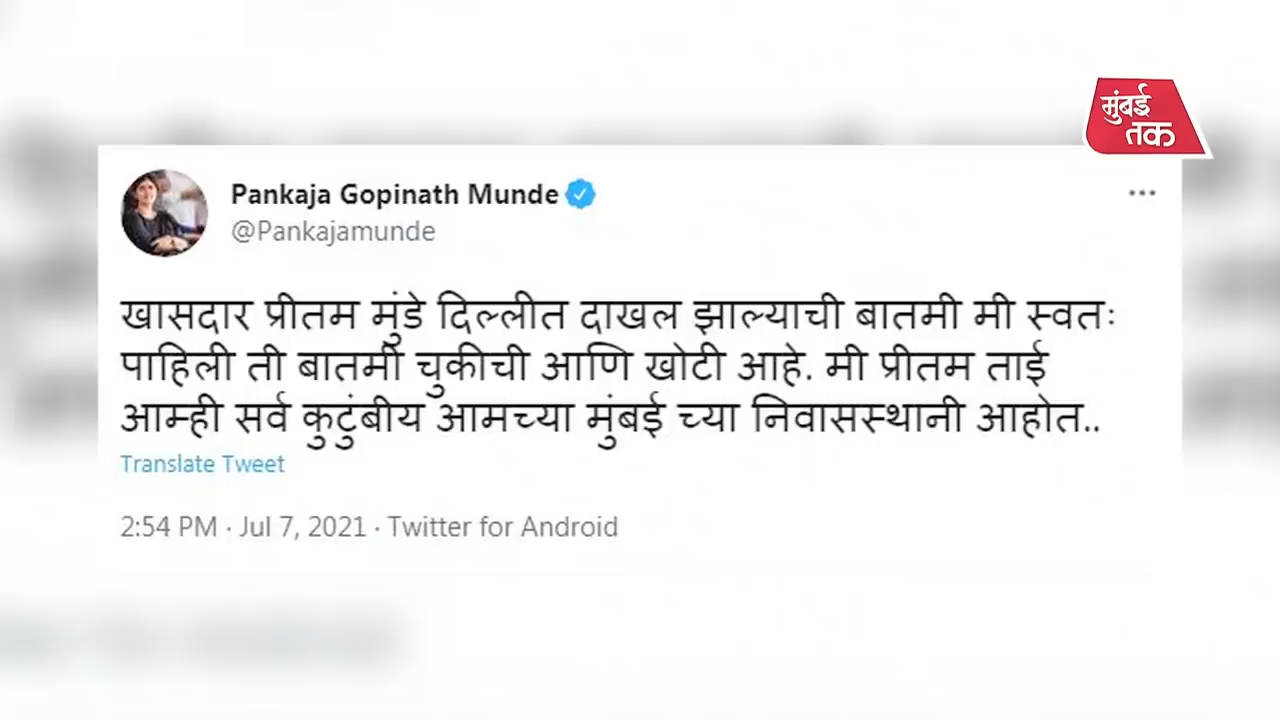 मुंबई
तक
Pankaja Gopinath Munde
@Pankajamunde
खासदार प्रीतम मुंडे दिल्लीत दाखल झाल्याची बातमी मी स्वतः
पाहिली ती बातमी चुकीची आणि खोटी आहे. मी प्रीतम ताई
आम्ही सर्व कुटुंबीय आमच्या मुंबई च्या निवासस्थानी आहोत..
Translate Tweet
2:54 PM · Jul 7, 2021 · Twitter for Android